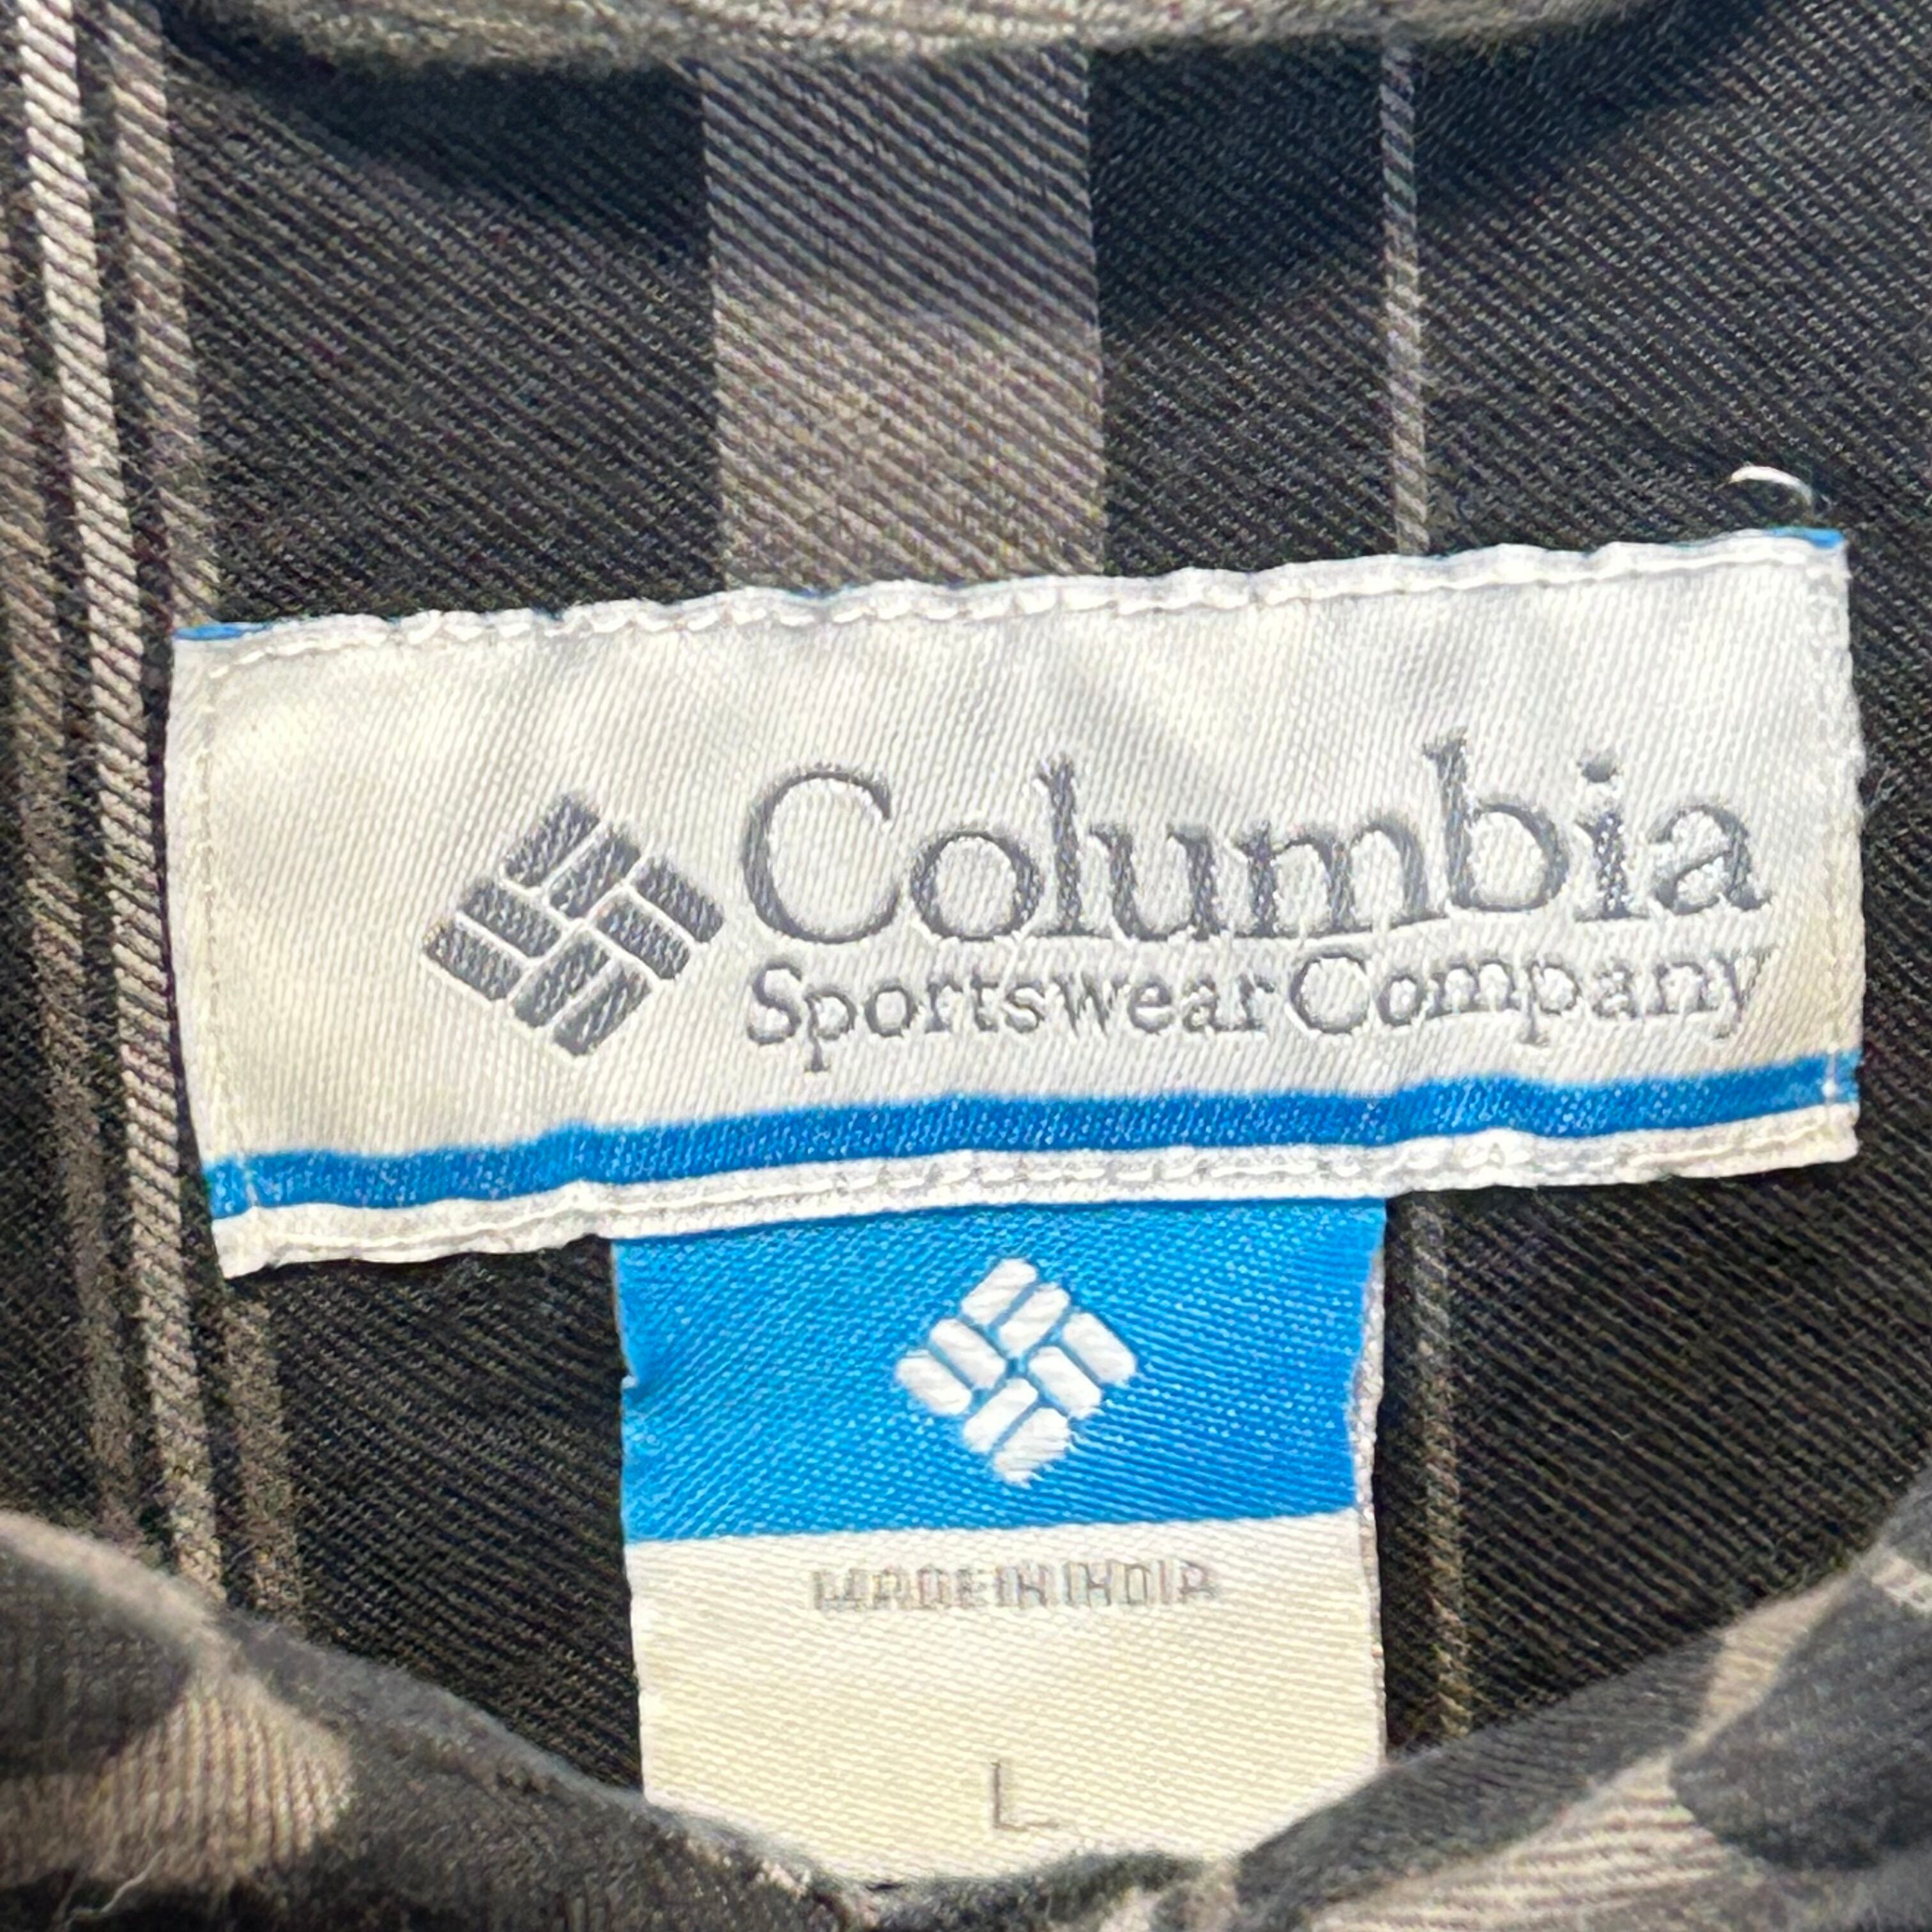 Columbia
Sportswear Company
MADE IN INDIA
L